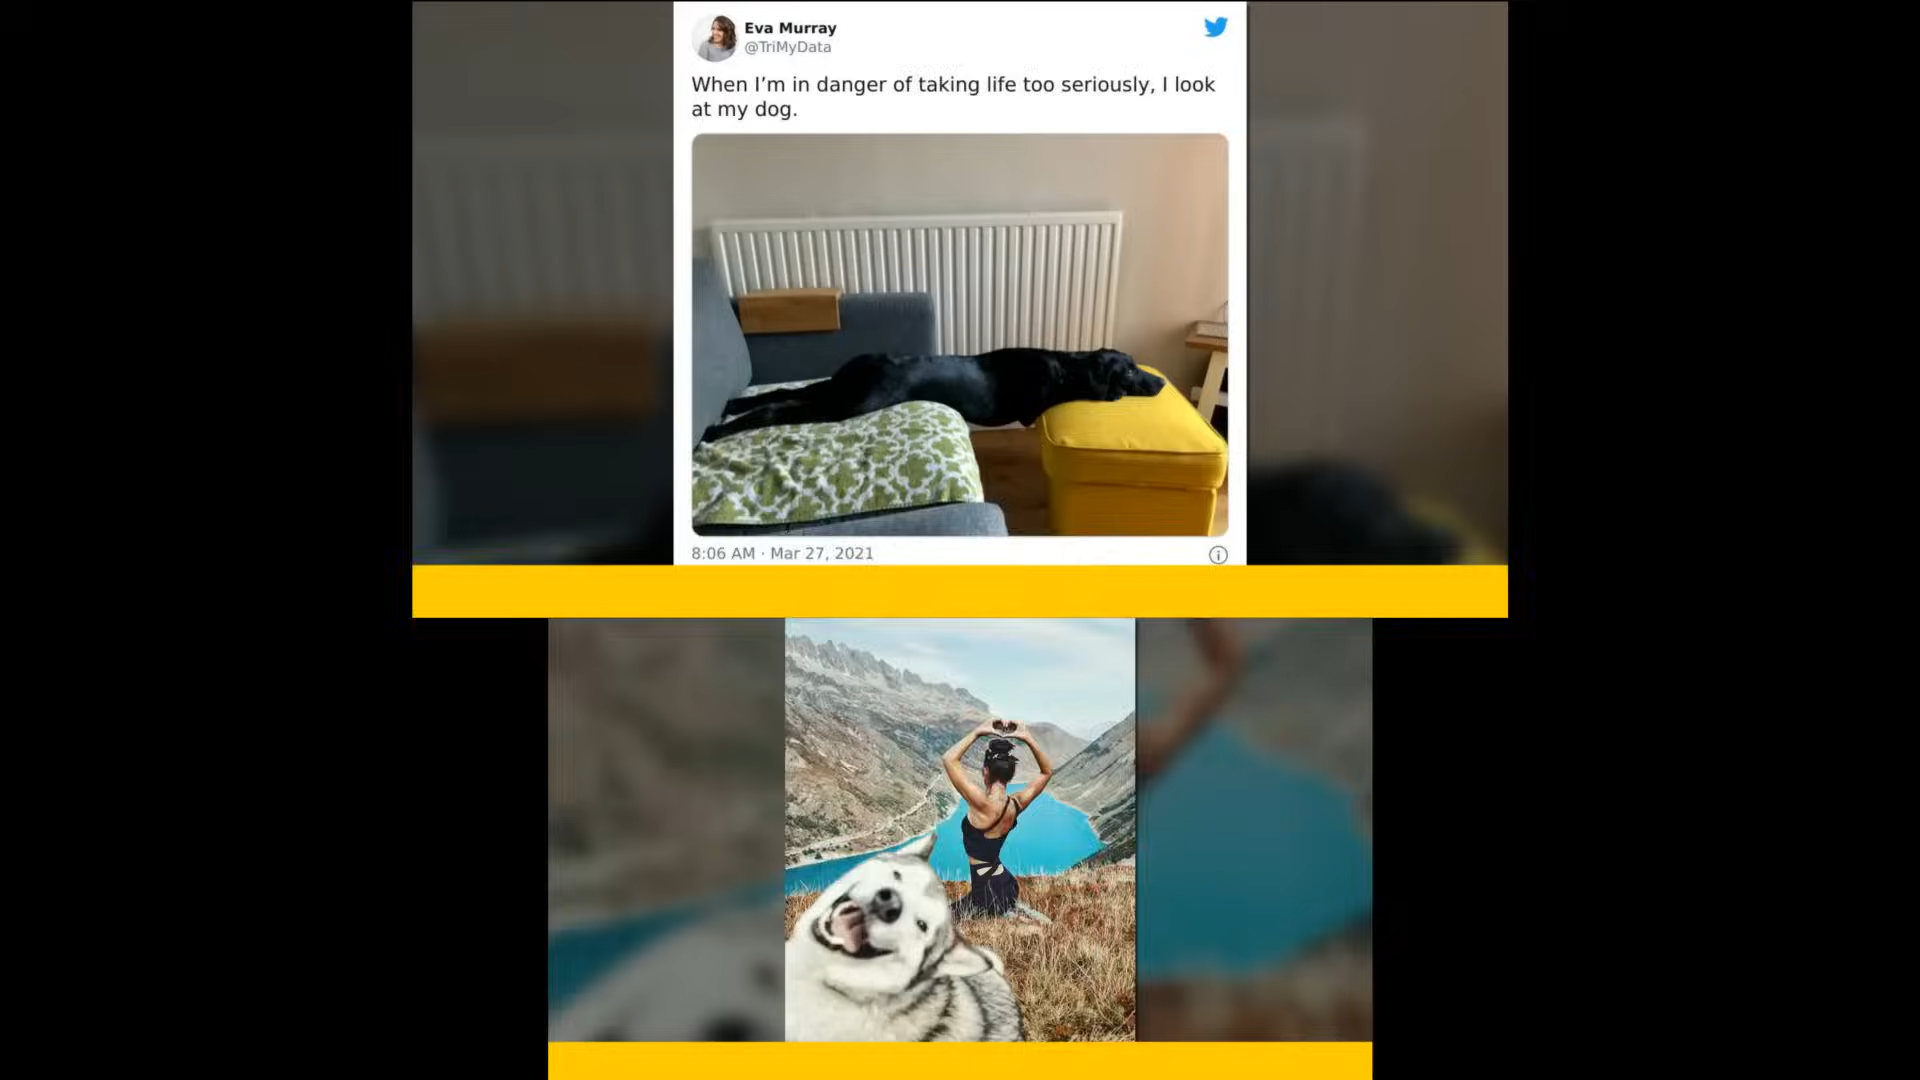 Eva Murray
@TriMyData
When I’m in danger of taking life too seriously, I look
at my dog.
8:06 AM · Mar 27, 2021